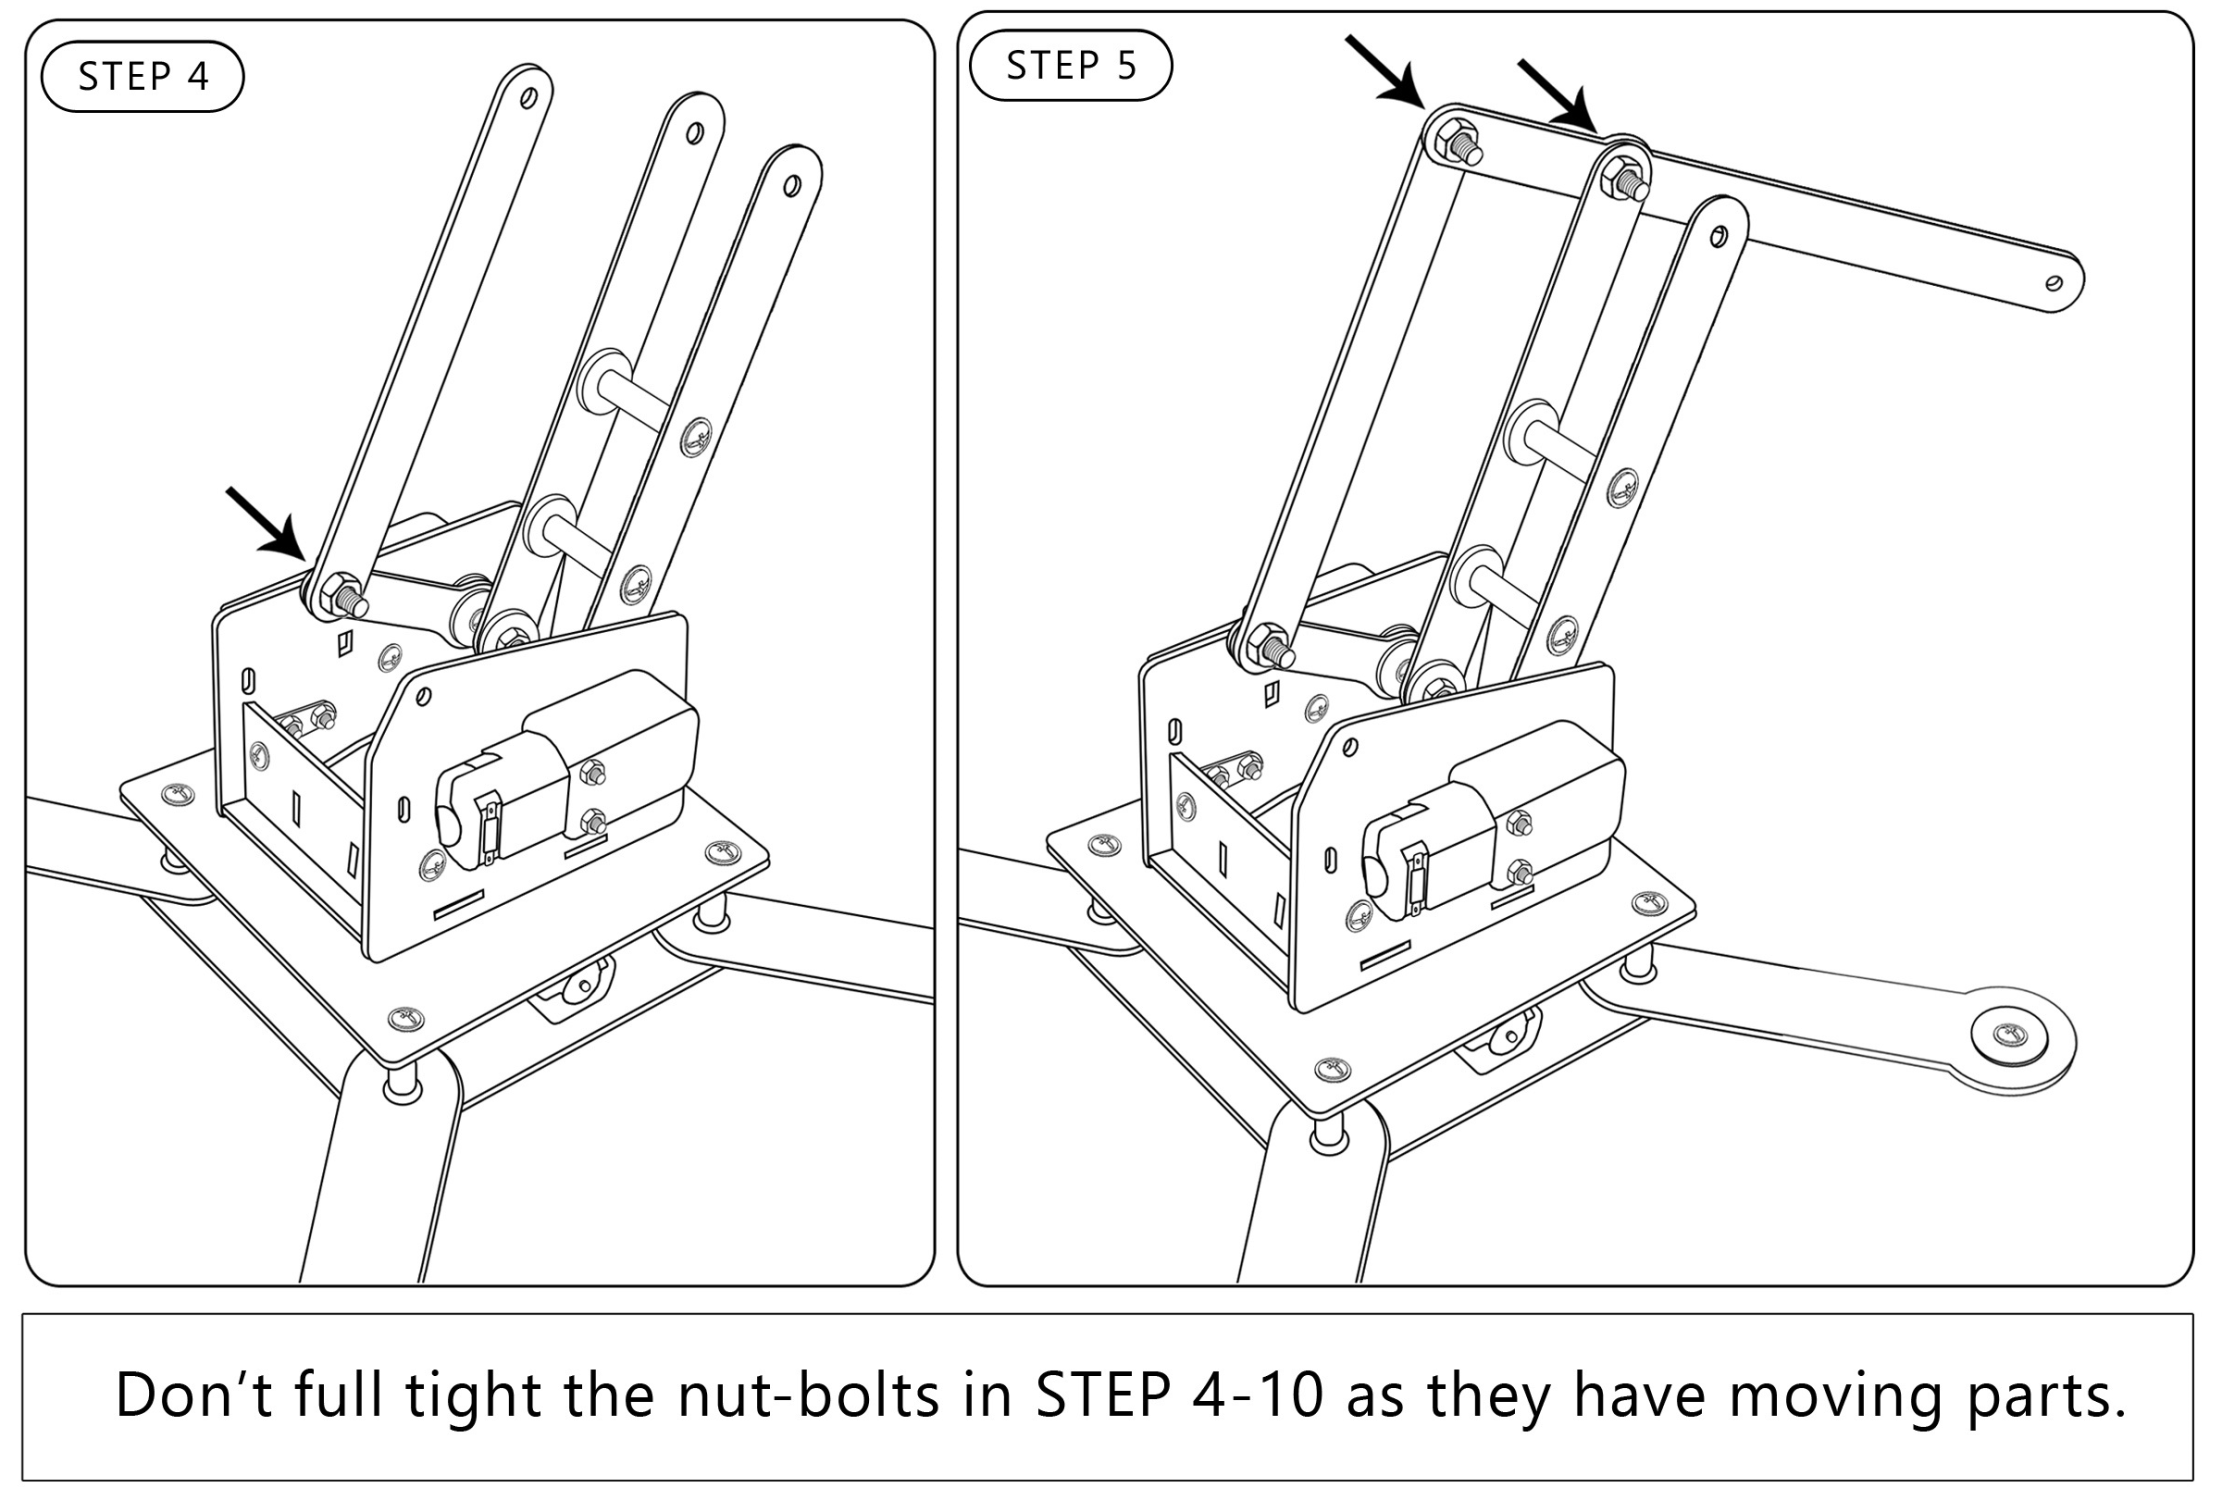 STEP 4
STEP 5
Don’t full tight the nut-bolts in STEP 4-10 as they have moving parts.